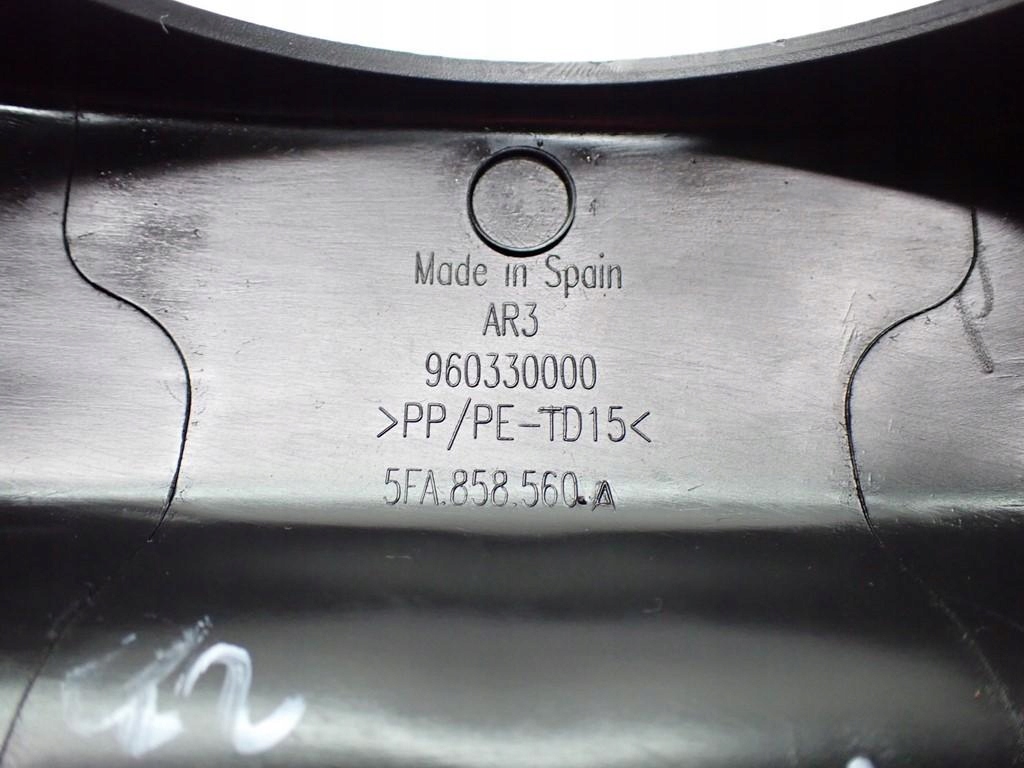 Made in Spain
AR3
960330000
>PP/PE-TD15<
5FA.858.560.A